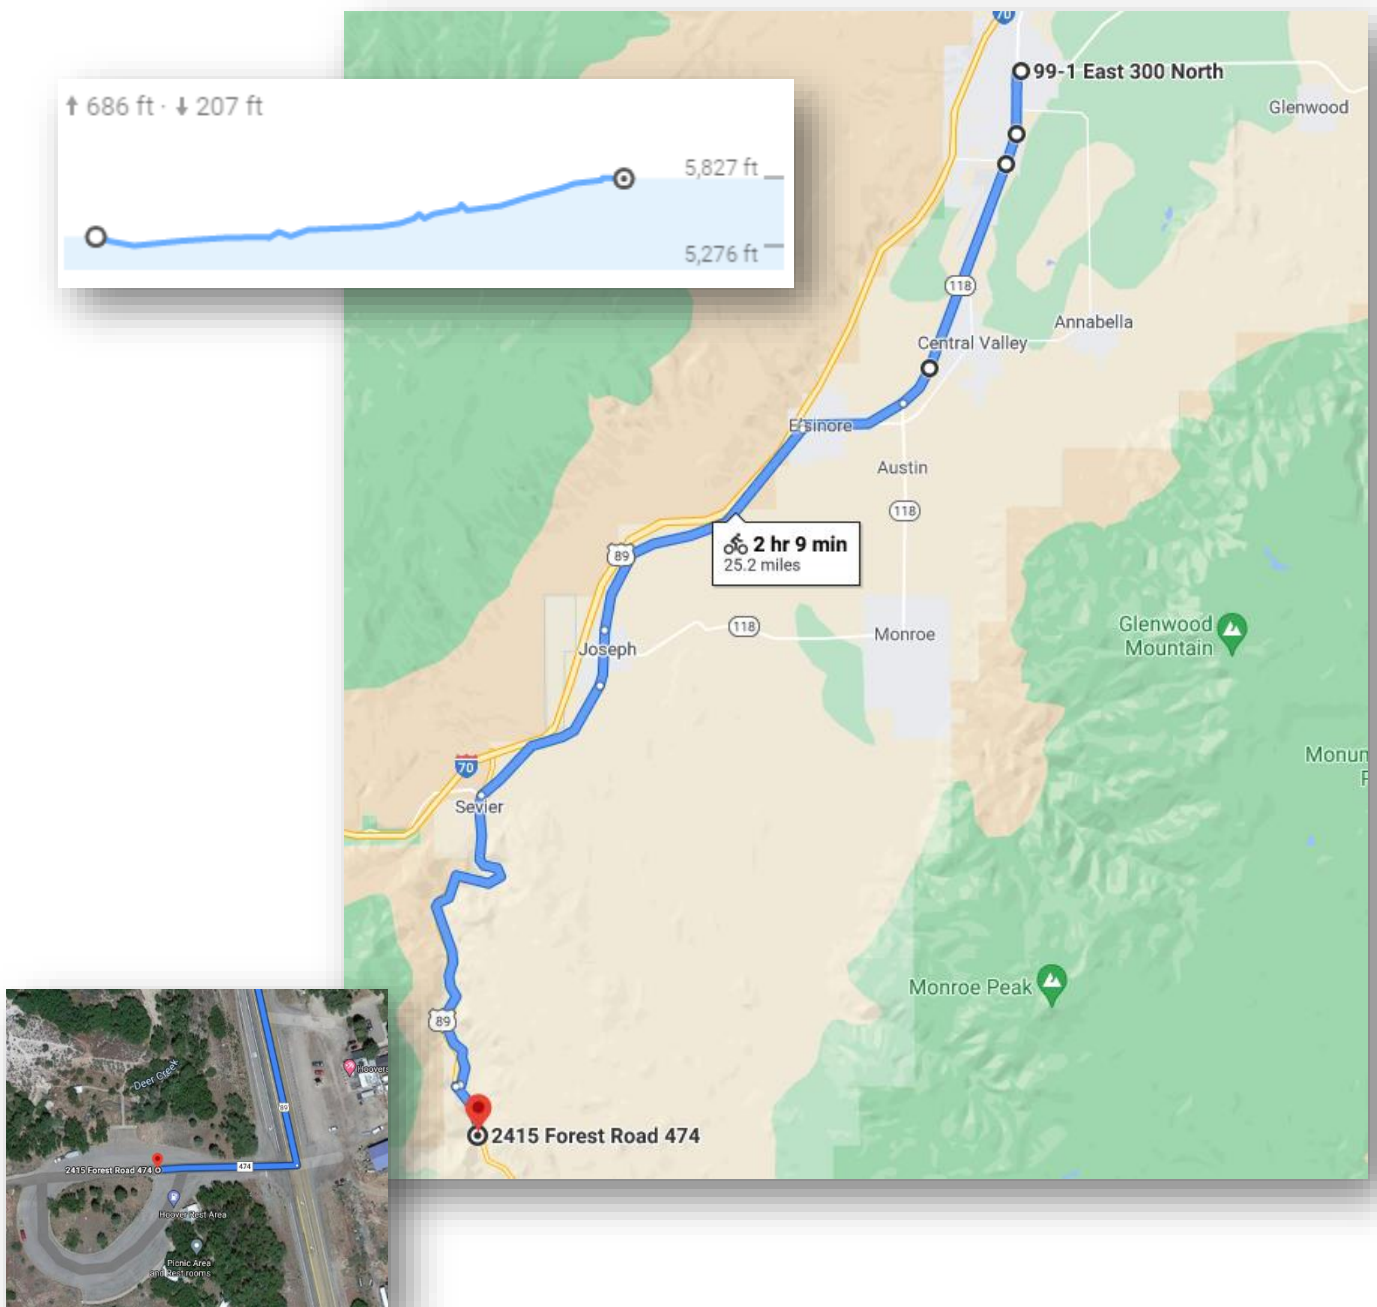 ↑ 686 ft · ↓ 207 ft
5,827 ft
5,276 ft
70
99-1 East 300 North
Glenwood
118
Annabella
Central Valley
Elsinore
Austin
118
89
2 hr 9 min
25.2 miles
Glenwood
Mountain
118
Monroe
Joseph
70
Monun
F
Sevier
Monroe Peak
89
2415 Forest Road 474
Deer Creek
Hoovers
89
2415 Forest Road 474
474
Hoover Rest Area
Picnic Area
and Restrooms